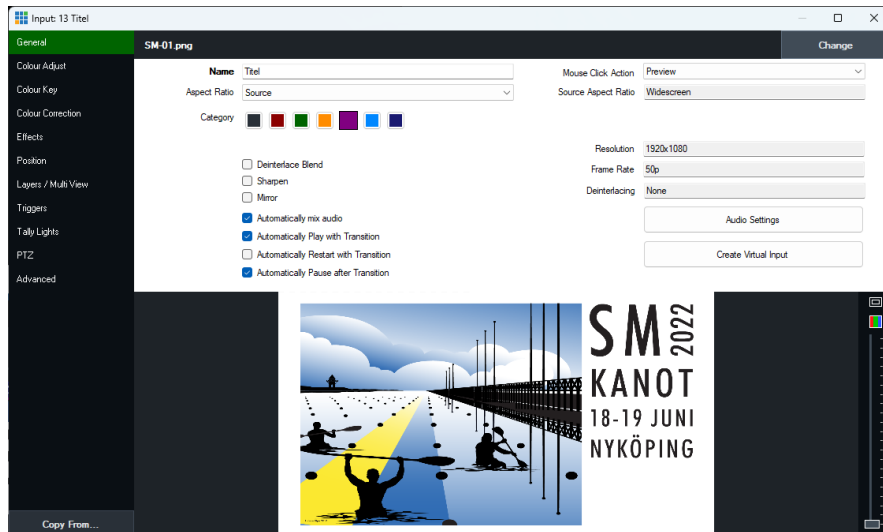 Input: 13 Titel
General
SM-01.png
Change
Colour Adjust
Colour Key
Colour Correction
Effects
Position
Layers / Multi View
Triggers
Tally Lights
PTZ
Advanced
Copy From...
Name Titel
Aspect Ratio Source
Category
Deinterlace Blend
Sharpen
Mirror
Automatically mix audio
Automatically Play with Transition
Automatically Restart with Transition
Automatically Pause after Transition
Mouse Click Action Preview
Source Aspect Ratio Widescreen
Resolution 1920x1080
Frame Rate 50p
Deinterlacing None
Audio Settings
Create Virtual Input
SM 2022
KANOT
18-19 JUNI
NYKÖPING